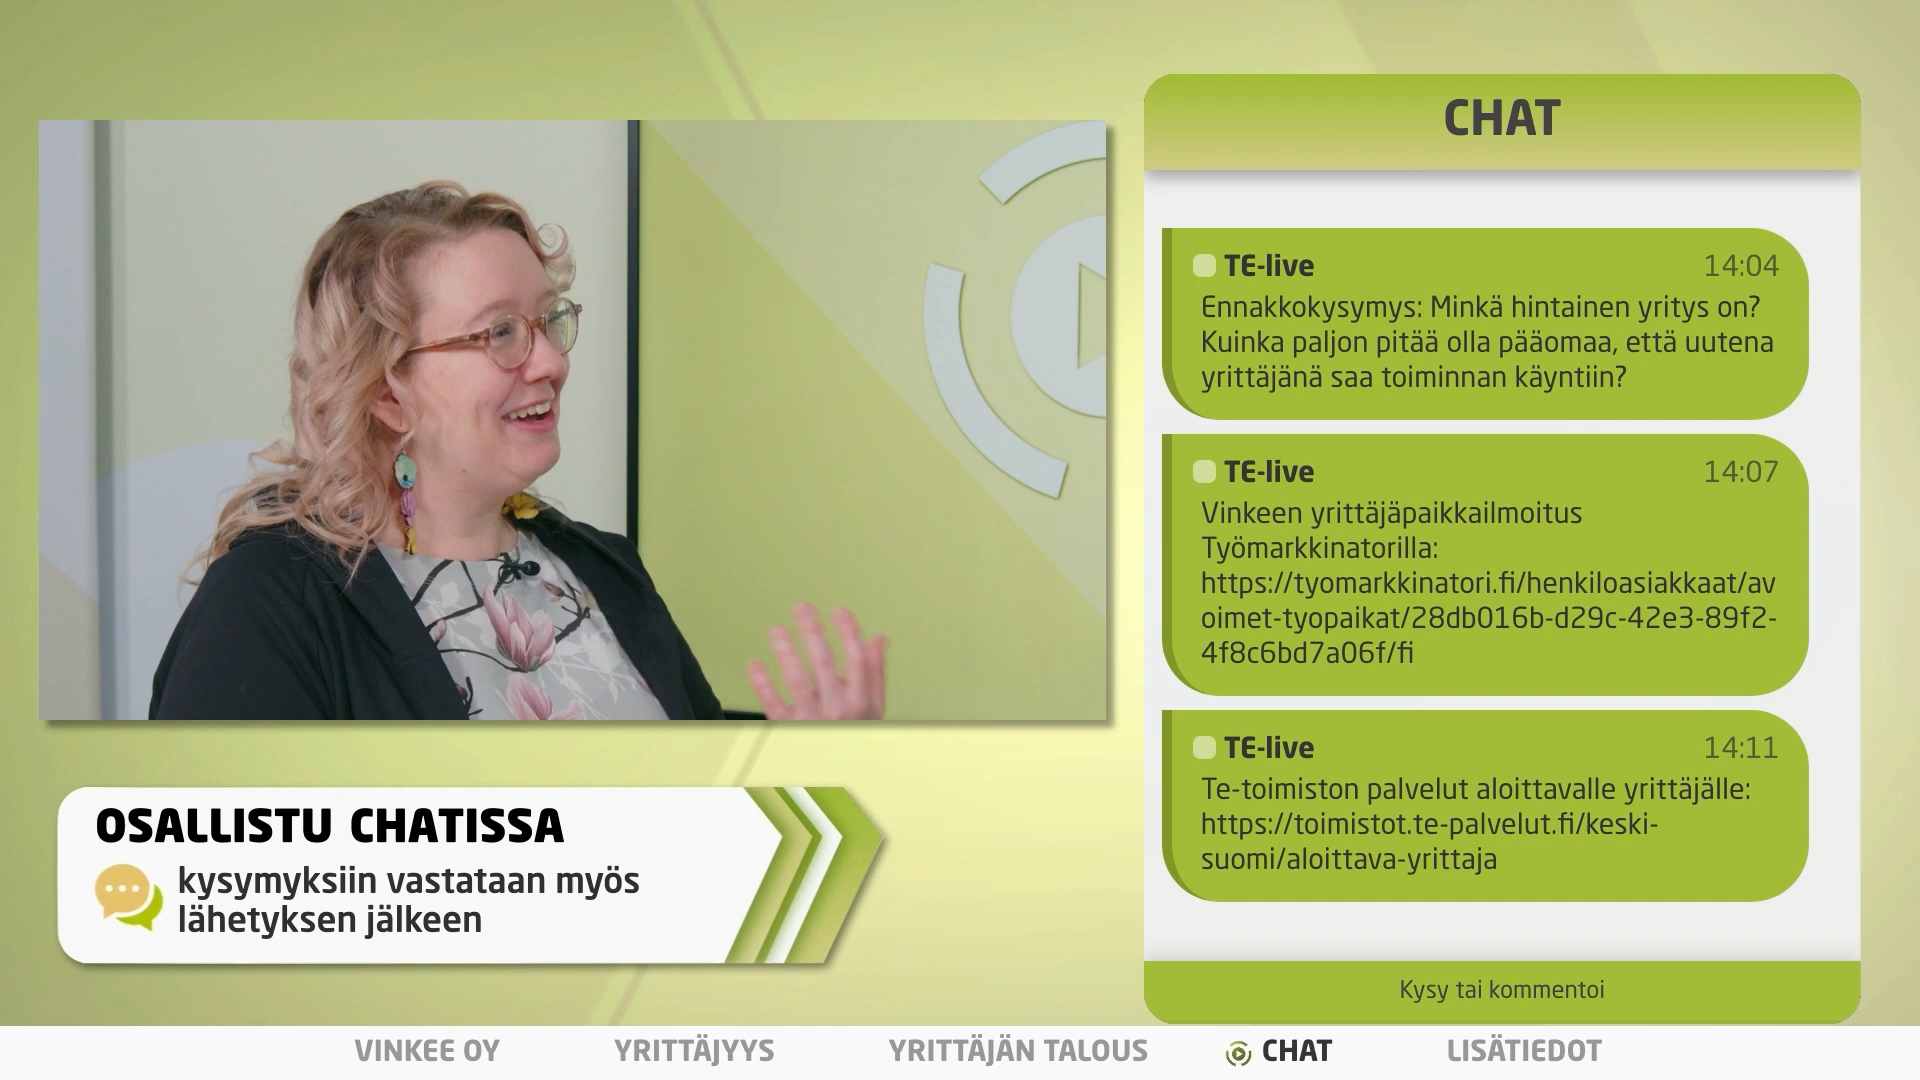 CHAT
TE-live 14:04
Ennakkokysymys: Minkä hintainen yritys on?
Kuinka paljon pitää olla pääomaa, että uutena
yrittäjänä saa toiminnan käyntiin?
TE-live 14:07
Vinkeen yrittäjäpaikkailmoitus
Työmarkkinatorilla:
https://tyomarkkinatori.fi/henkiloasiakkaat/av
oimet-tyopaikat/28db016b-d29c-42e3-89f2-
4f8c6bd7a06f/fi
TE-live 14:11
Te-toimiston palvelut aloittavalle yrittäjälle:
https://toimistot.te-palvelut.fi/keski-
suomi/aloittava-yrittaja
Kysy tai kommentoi
OSALLISTU CHATISSA
kysymyksiin vastataan myös
lähetyksen jälkeen
VINKEE OY YRITTÄJYYS YRITTÄJÄN TALOUS CHAT LISÄTIEDOT